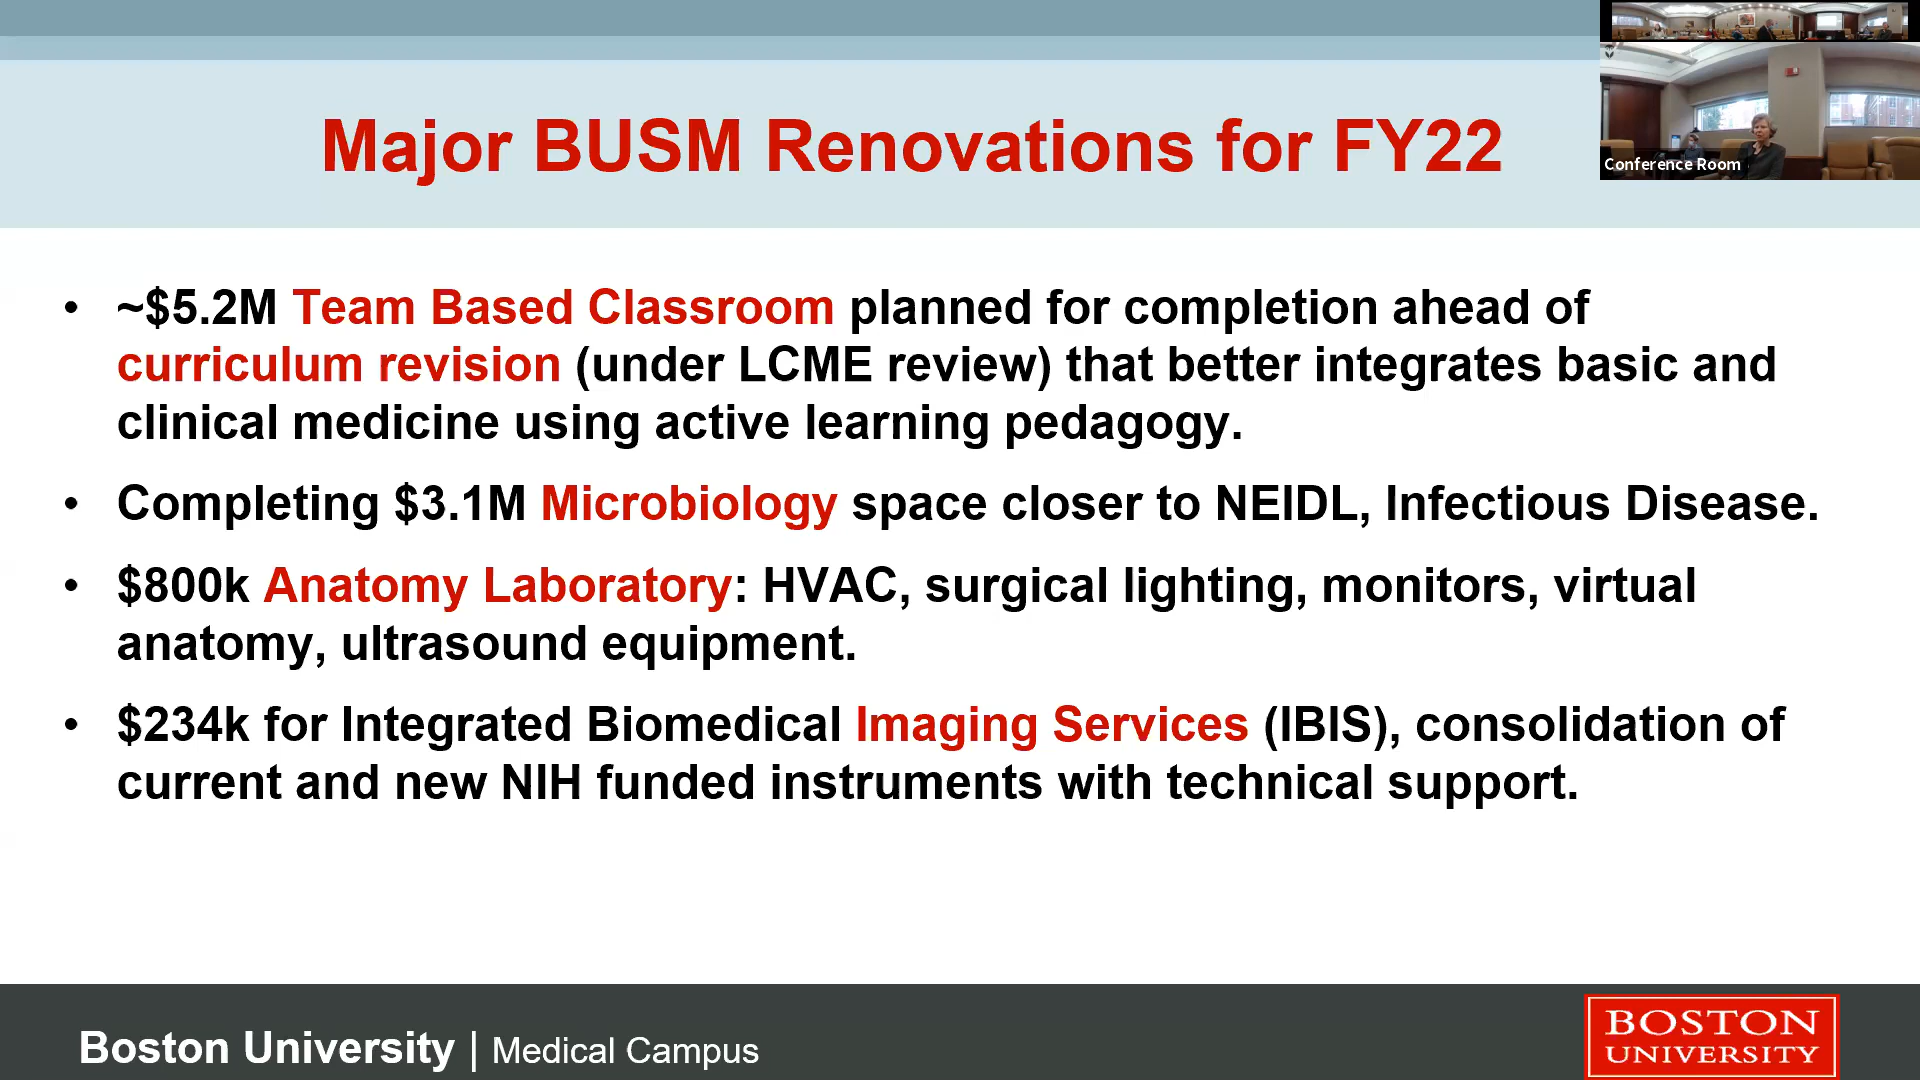 Major BUSM Renovations for FY22
Conference Room
• ~$5.2M Team Based Classroom planned for completion ahead of
curriculum revision (under LCME review) that better integrates basic and
clinical medicine using active learning pedagogy.
• Completing $3.1M Microbiology space closer to NEIDL, Infectious Disease.
• $800k Anatomy Laboratory: HVAC, surgical lighting, monitors, virtual
anatomy, ultrasound equipment.
• $234k for Integrated Biomedical Imaging Services (IBIS), consolidation of
current and new NIH funded instruments with technical support.
Boston University | Medical Campus
BOSTON
UNIVERSITY